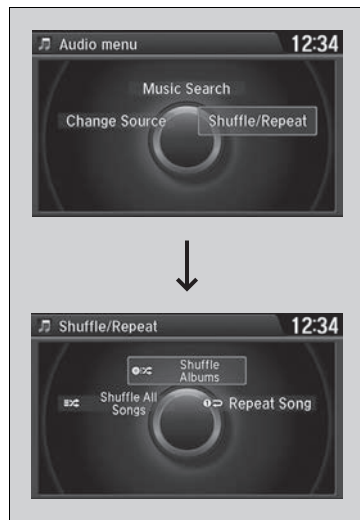 Audio menu 12:34
Music Search
Change Source Shuffle/Repeat
Shuffle/Repeat 12:34
Shuffle
Albums
Shuffle All
Songs
Repeat Song